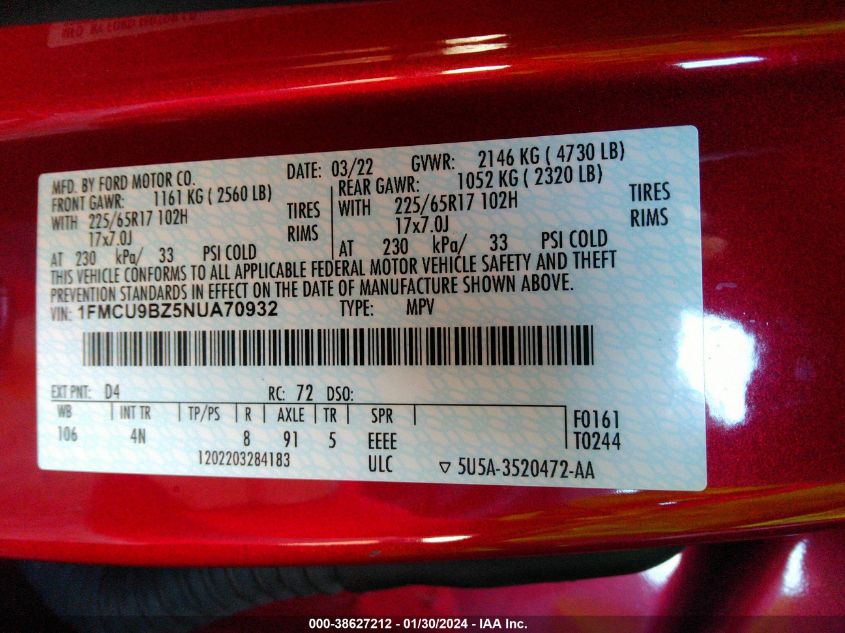 MFD. BY FORD MOTOR CO. DATE: 03/22 GVWR: 2146 KG ( 4730 LB)
FRONT GAWR: 1161 KG ( 2560 LB) REAR GAWR: 1052 KG ( 2320 LB)
WITH 225/65R17 102H TIRES WITH 225/65R17 102H TIRES
17x7.0J RIMS 17x7.0J RIMS
AT 230 kPa/ 33 PSI COLD AT 230 kPa/ 33 PSI COLD
THIS VEHICLE CONFORMS TO ALL APPLICABLE FEDERAL MOTOR VEHICLE SAFETY AND THEFT
PREVENTION STANDARDS IN EFFECT ON THE DATE OF MANUFACTURE SHOWN ABOVE.
VIN: 1FMCU9BZ5NUA70932 TYPE: MPV
EXT PNT: D4 RC: 72 DSO:
WB INT TR TP/PS R AXLE TR SPR F0161
106 4N 8 91 5 EEEE T0244
1202203284183 ULC ▽ 5U5A-3520472-AA
000-38627212 - 01/30/2024 - IAA Inc.